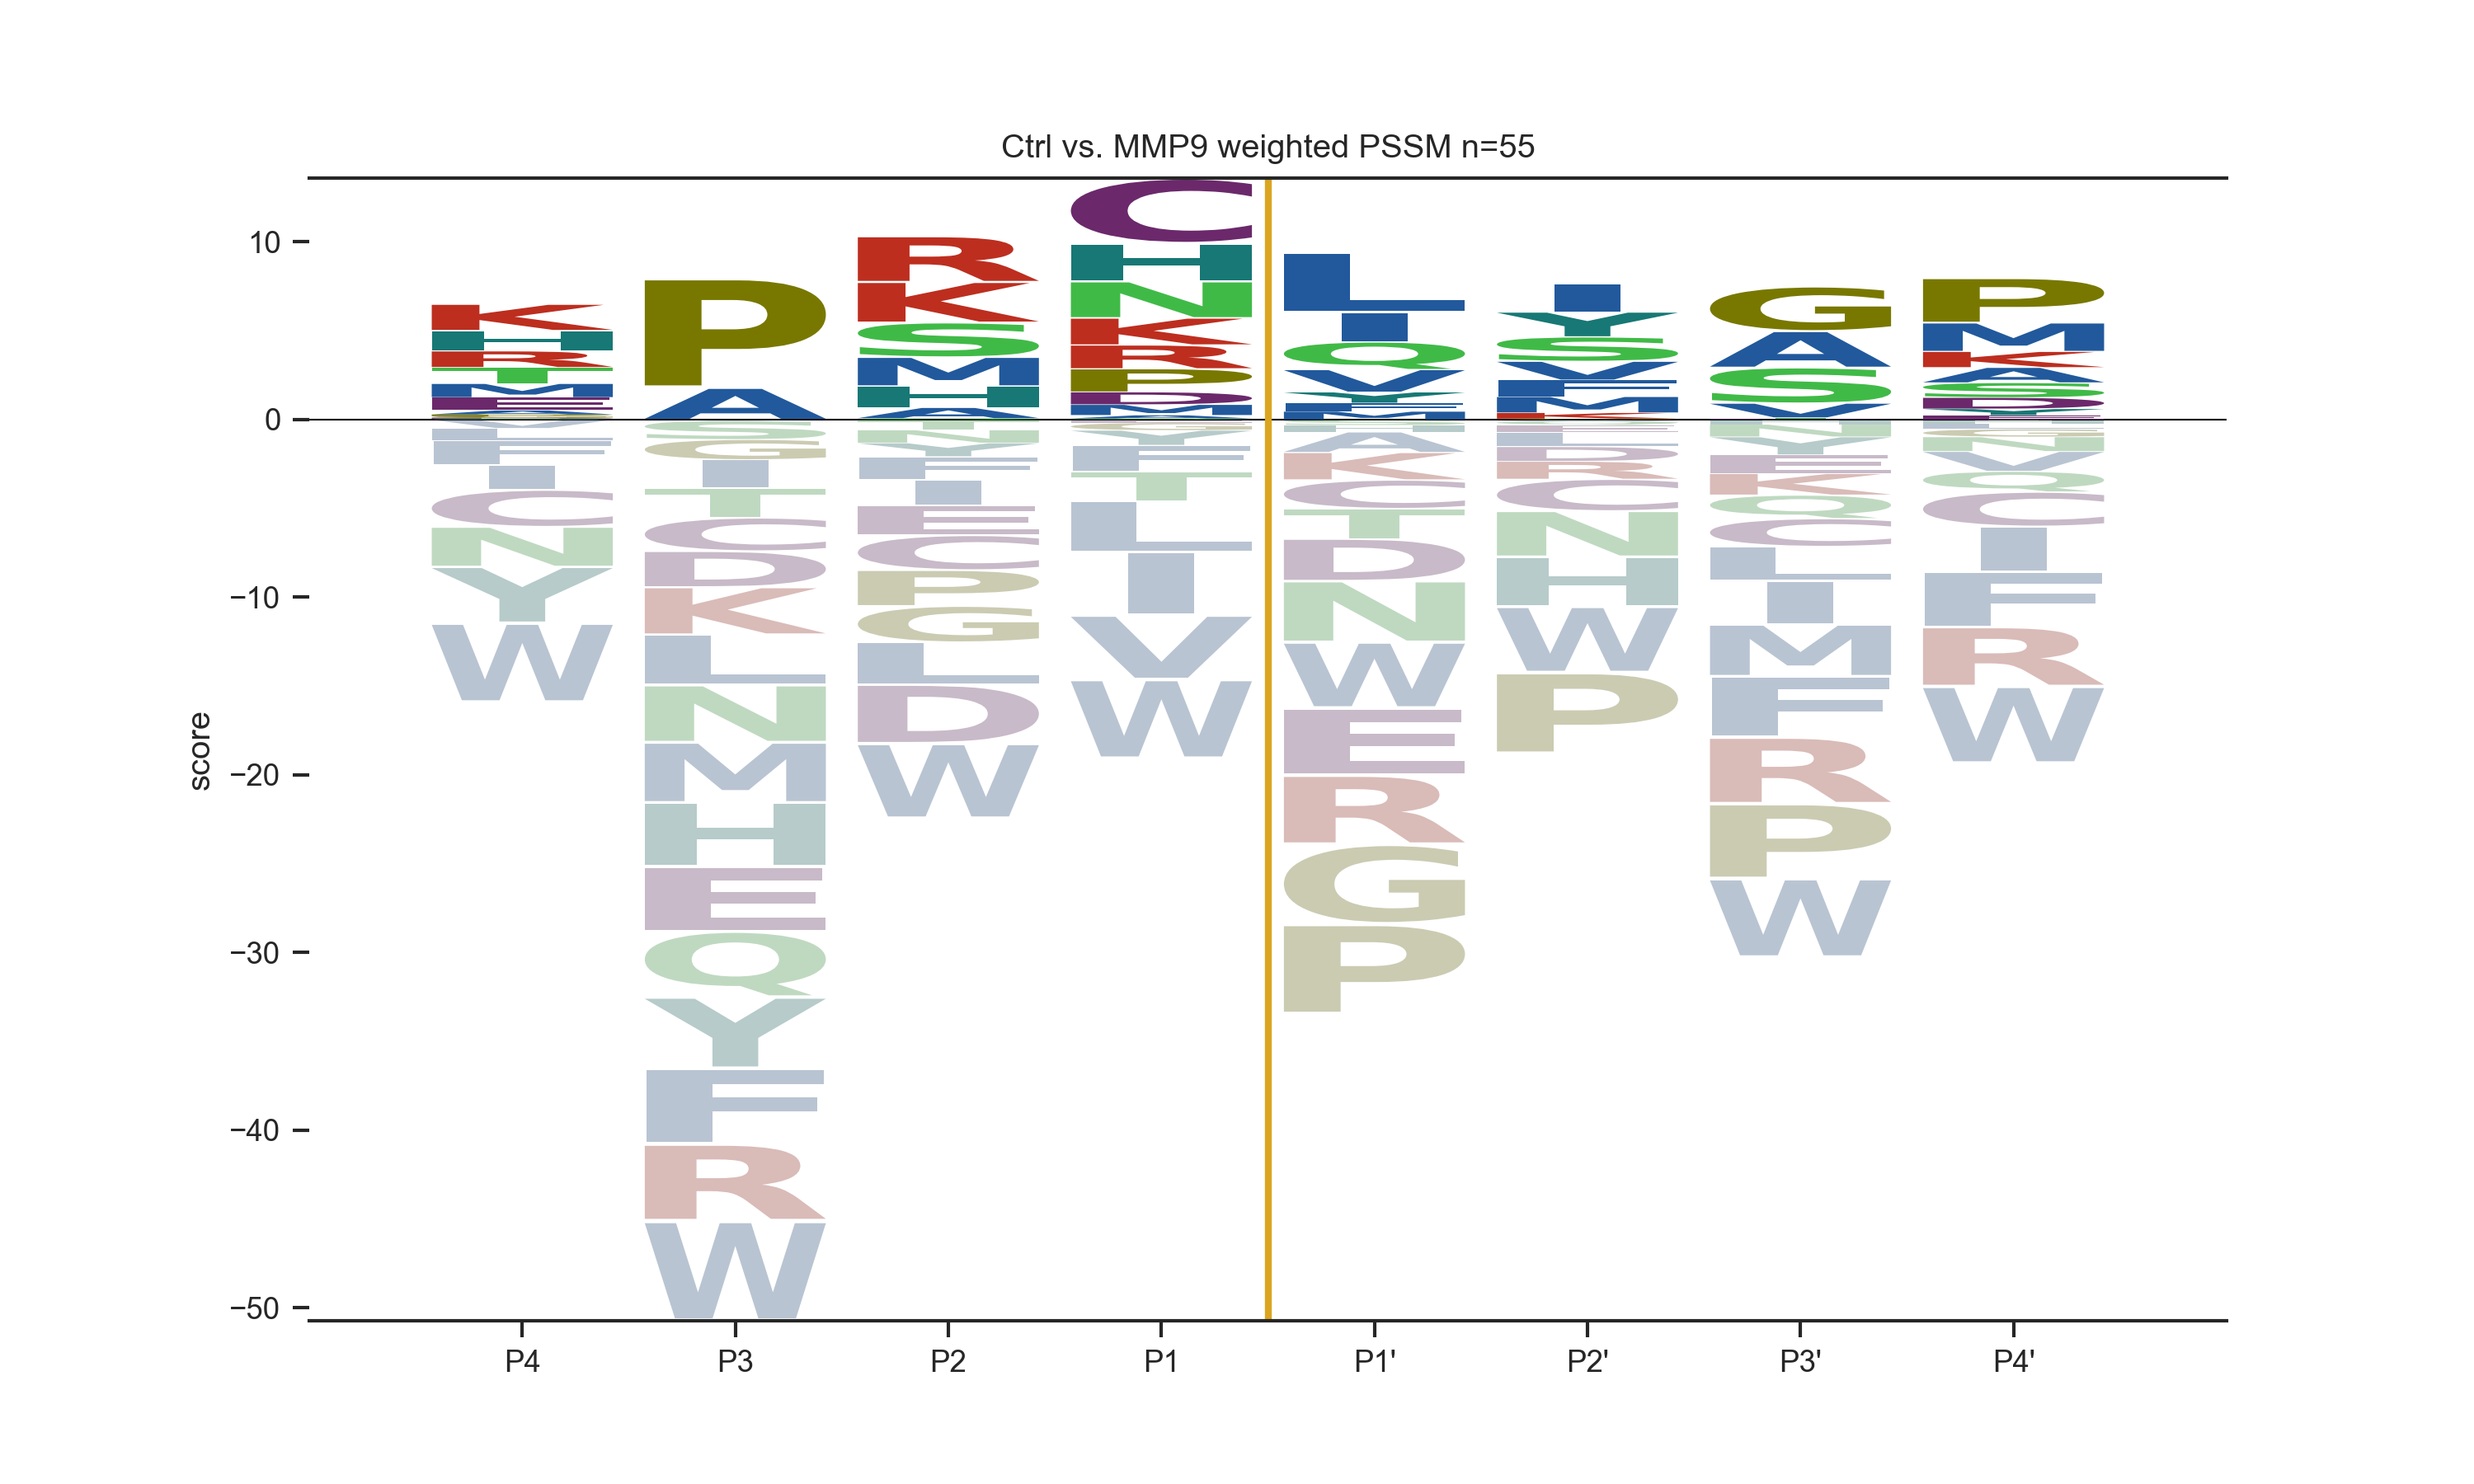 Ctrl vs. MMP9 weighted PSSM n=55
10
0
−10
−20
−30
−40
−50
score
K H R T M E
P A
R K S M H A
C H N K R P D M
L I Q V Y F M
I Y S V F M K
G A S V
P M K A S D Y E
V L F I C N Y W
S G I T C D K L N M H E Q Y F R W
T N Y F I E C P G L D W
G Y F T L I V W
A K C T D N W E R G P
L D R C N H W P
N Y E K Q C L I M F R P W
L G N V Q C I F R W
P4 P3 P2 P1 P1' P2' P3' P4'